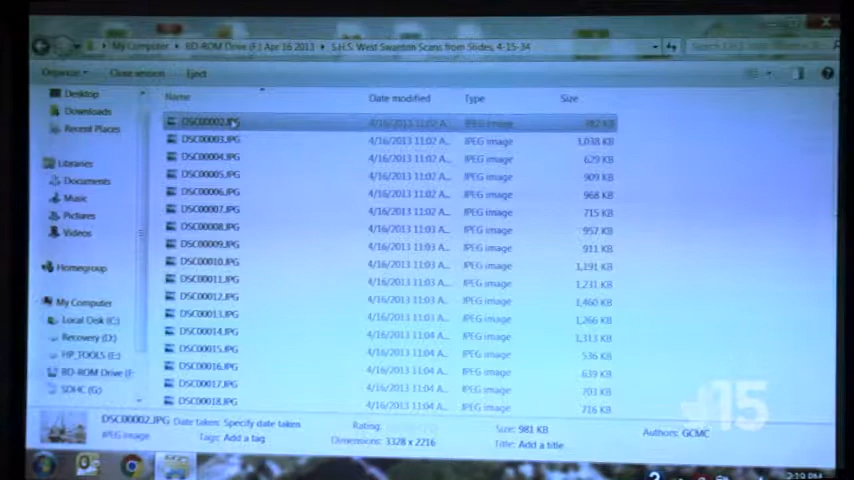 My Computer ▸ BD-ROM Drive (F:) Apr 16 2013 ▸ S.H.S. West Swanton Scans from Slides, 4-15-34
Organize Close session Eject
Name Date modified Type Size
Desktop
Downloads
Recent Places
Libraries
Documents
Music
Pictures
Videos
Homegroup
My Computer
Local Disk (C:)
Recovery (D:)
HP_TOOLS (E:)
BD-ROM Drive (F:
SDHC (G:)
DSC00002.JPG 4/16/2013 11:02 A... JPEG image 982 KB
DSC00003.JPG 4/16/2013 11:02 A... JPEG image 1,038 KB
DSC00004.JPG 4/16/2013 11:02 A... JPEG image 629 KB
DSC00005.JPG 4/16/2013 11:02 A... JPEG image 909 KB
DSC00006.JPG 4/16/2013 11:02 A... JPEG image 968 KB
DSC00007.JPG 4/16/2013 11:02 A... JPEG image 715 KB
DSC00008.JPG 4/16/2013 11:03 A... JPEG image 957 KB
DSC00009.JPG 4/16/2013 11:03 A... JPEG image 911 KB
DSC00010.JPG 4/16/2013 11:03 A... JPEG image 1,191 KB
DSC00011.JPG 4/16/2013 11:03 A... JPEG image 1,231 KB
DSC00012.JPG 4/16/2013 11:03 A... JPEG image 1,460 KB
DSC00013.JPG 4/16/2013 11:03 A... JPEG image 1,266 KB
DSC00014.JPG 4/16/2013 11:04 A... JPEG image 1,313 KB
DSC00015.JPG 4/16/2013 11:04 A... JPEG image 536 KB
DSC00016.JPG 4/16/2013 11:04 A... JPEG image 639 KB
DSC00017.JPG 4/16/2013 11:04 A... JPEG image 703 KB
DSC00018.JPG 4/16/2013 11:04 A... JPEG image 716 KB
DSC00002.JPG Date taken: Specify date taken Rating: Size: 981 KB Authors: GCMC
JPEG image Tags: Add a tag Dimensions: 3328 x 2216 Title: Add a title
15